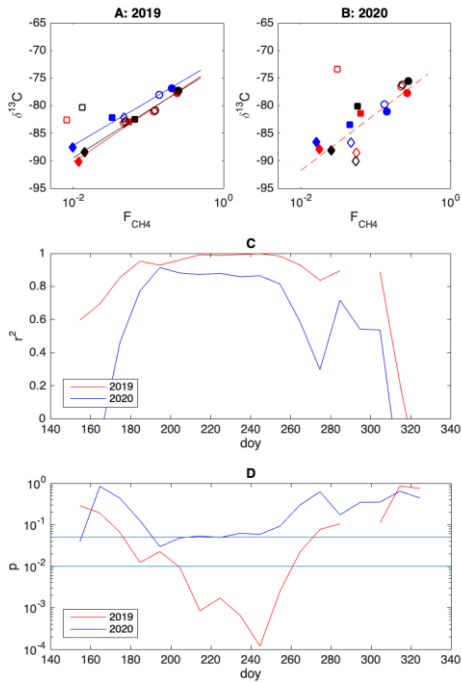 A: 2019
B: 2020
-65
-70
-75
-80
-85
-90
-95
δ¹³C
10⁻² 10⁰
F_CH4
-65
-70
-75
-80
-85
-90
-95
δ¹³C
10⁻² 10⁰
F_CH4
C
1
0.8
0.6
0.4
0.2
0
r²
2019
2020
140 160 180 200 220 240 260 280 300 320 340
doy
D
10⁰
10⁻¹
10⁻²
10⁻³
10⁻⁴
p
2019
2020
140 160 180 200 220 240 260 280 300 320 340
doy